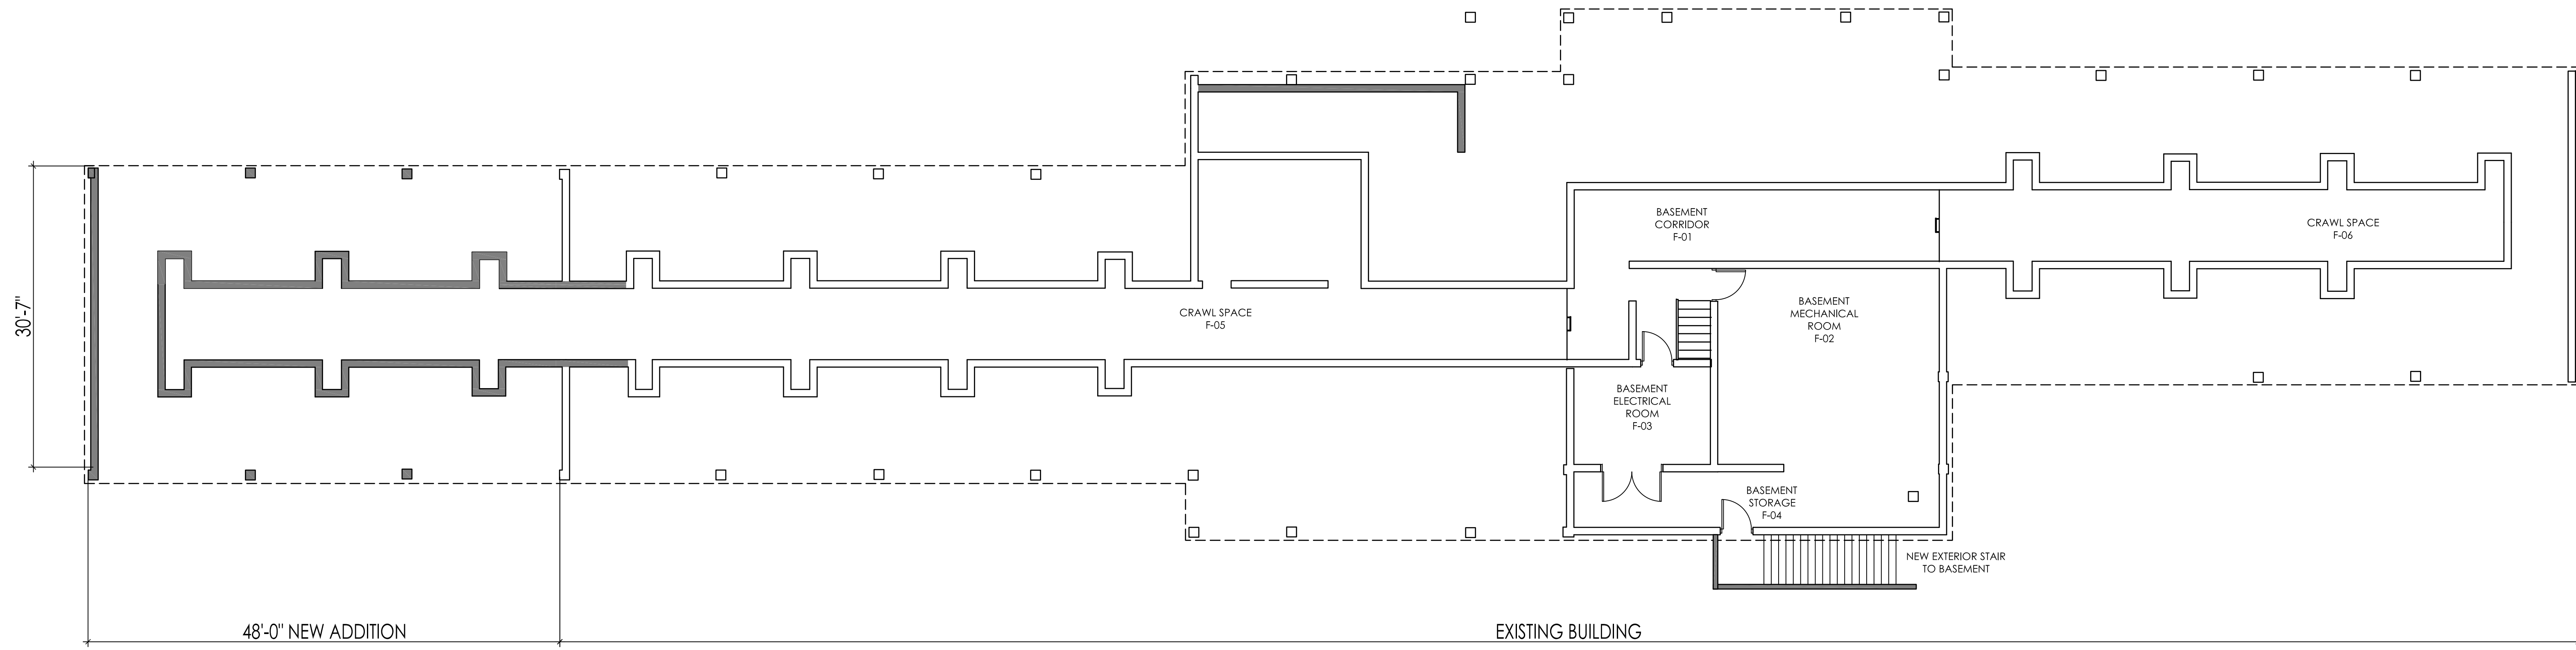 BASEMENT
CORRIDOR
F-01
CRAWL SPACE
F-06
30'-7"
CRAWL SPACE
F-05
BASEMENT
MECHANICAL
ROOM
F-02
BASEMENT
ELECTRICAL
ROOM
F-03
BASEMENT
STORAGE
F-04
NEW EXTERIOR STAIR
TO BASEMENT
48'-0" NEW ADDITION
EXISTING BUILDING